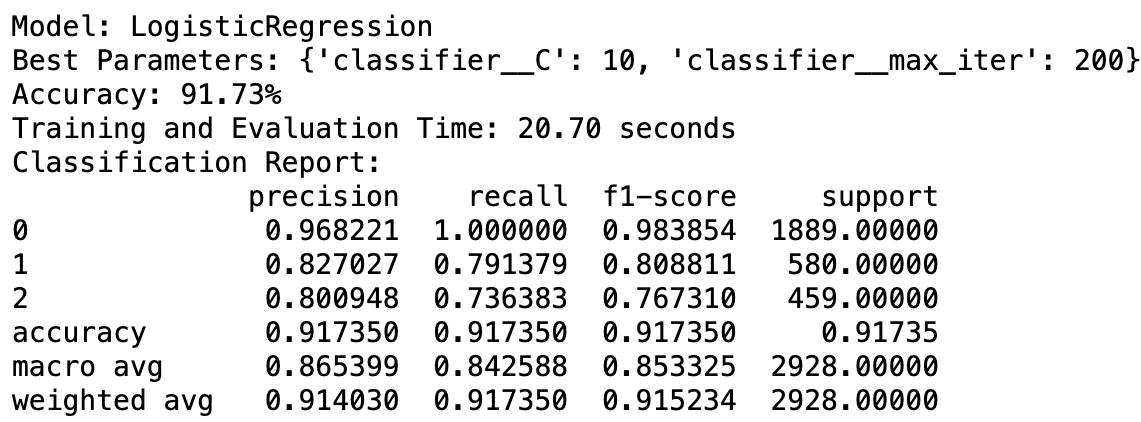 Model: LogisticRegression
Best Parameters: {'classifier__C': 10, 'classifier__max_iter': 200}
Accuracy: 91.73%
Training and Evaluation Time: 20.70 seconds
Classification Report:
precision recall f1-score support
0 0.968221 1.000000 0.983854 1889.00000
1 0.827027 0.791379 0.808811 580.00000
2 0.800948 0.736383 0.767310 459.00000
accuracy 0.917350 0.917350 0.917350 0.91735
macro avg 0.865399 0.842588 0.853325 2928.00000
weighted avg 0.914030 0.917350 0.915234 2928.00000